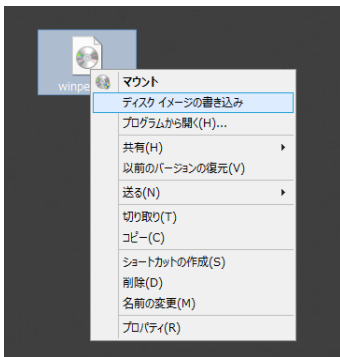 winpe
マウント
ディスク イメージの書き込み
プログラムから開く(H)...
共有(H)
以前のバージョンの復元(V)
送る(N)
切り取り(T)
コピー(C)
ショートカットの作成(S)
削除(D)
名前の変更(M)
プロパティ(R)